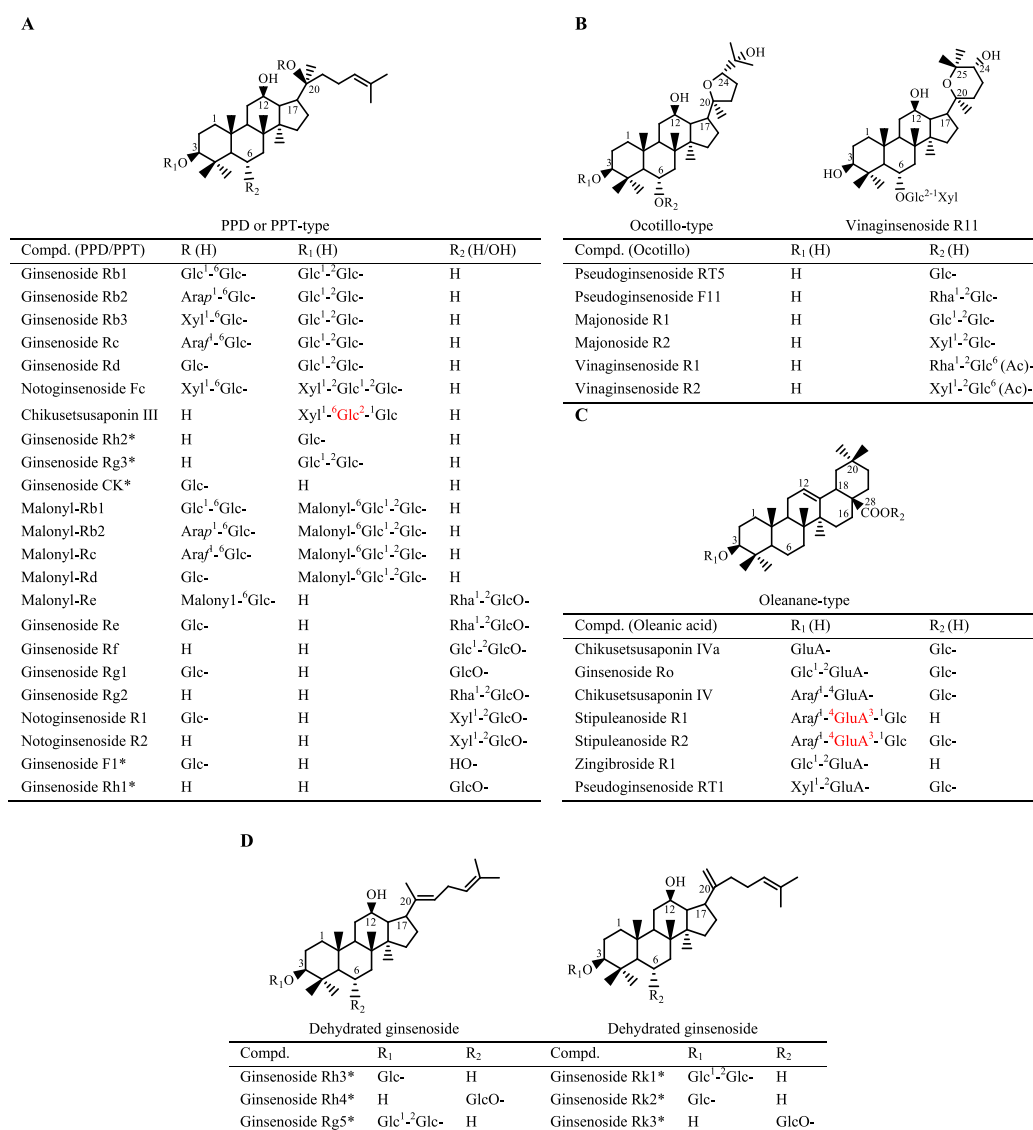 A
RO
20
OH
12
17
1
3
6
R₁O
R₂
PPD or PPT-type
Compd. (PPD/PPT) R (H) R₁ (H) R₂ (H/OH)
Ginsenoside Rb1 Glc¹-⁶Glc- Glc¹-²Glc- H
Ginsenoside Rb2 Arap¹-⁶Glc- Glc¹-²Glc- H
Ginsenoside Rb3 Xyl¹-⁶Glc- Glc¹-²Glc- H
Ginsenoside Rc Araf¹-⁶Glc- Glc¹-²Glc- H
Ginsenoside Rd Glc- Glc¹-²Glc- H
Notoginsenoside Fc Xyl¹-⁶Glc- Xyl¹-²Glc¹-²Glc- H
Chikusetsusaponin III H Xyl¹-⁶Glc²-¹Glc H
Ginsenoside Rh2* H Glc- H
Ginsenoside Rg3* H Glc¹-²Glc- H
Ginsenoside CK* Glc- H H
Malonyl-Rb1 Glc¹-⁶Glc- Malonyl-⁶Glc¹-²Glc- H
Malonyl-Rb2 Arap¹-⁶Glc- Malonyl-⁶Glc¹-²Glc- H
Malonyl-Rc Araf¹-⁶Glc- Malonyl-⁶Glc¹-²Glc- H
Malonyl-Rd Glc- Malonyl-⁶Glc¹-²Glc- H
Malonyl-Re Malony1-⁶Glc- H Rha¹-²GlcO-
Ginsenoside Re Glc- H Rha¹-²GlcO-
Ginsenoside Rf H H Glc¹-²GlcO-
Ginsenoside Rg1 Glc- H GlcO-
Ginsenoside Rg2 H H Rha¹-²GlcO-
Notoginsenoside R1 Glc- H Xyl¹-²GlcO-
Notoginsenoside R2 H H Xyl¹-²GlcO-
Ginsenoside F1* Glc- H HO-
Ginsenoside Rh1* H H GlcO-
B
OH
24
O
20
OH
12
17
1
3
6
R₁O
OR₂
Ocotillo-type
OH
25
24
O
20
OH
12
17
1
3
6
HO
OGlc²⁻¹Xyl
Vinaginsenoside R11
Compd. (Ocotillo) R₁ (H) R₂ (H)
Pseudoginsenoside RT5 H Glc-
Pseudoginsenoside F11 H Rha¹-²Glc-
Majonoside R1 H Glc¹-²Glc-
Majonoside R2 H Xyl¹-²Glc-
Vinaginsenoside R1 H Rha¹-²Glc⁶ (Ac)-
Vinaginsenoside R2 H Xyl¹-²Glc⁶ (Ac)-
C
20
12
18
28
1
16
COOR₂
3
6
R₁O
Oleanane-type
Compd. (Oleanic acid) R₁ (H) R₂ (H)
Chikusetsusaponin IVa GluA- Glc-
Ginsenoside Ro Glc¹-²GluA- Glc-
Chikusetsusaponin IV Araf¹-⁴GluA- Glc-
Stipuleanoside R1 Araf¹-⁴GluA³-¹Glc H
Stipuleanoside R2 Araf¹-⁴GluA³-¹Glc Glc-
Zingibroside R1 Glc¹-²GluA- H
Pseudoginsenoside RT1 Xyl¹-²GluA- Glc-
D
20
OH
12
17
1
3
6
R₁O
R₂
Dehydrated ginsenoside
20
OH
12
17
1
3
6
R₁O
R₂
Dehydrated ginsenoside
Compd. R₁ R₂ Compd. R₁ R₂
Ginsenoside Rh3* Glc- H Ginsenoside Rk1* Glc¹-²Glc- H
Ginsenoside Rh4* H GlcO- Ginsenoside Rk2* Glc- H
Ginsenoside Rg5* Glc¹-²Glc- H Ginsenoside Rk3* H GlcO-